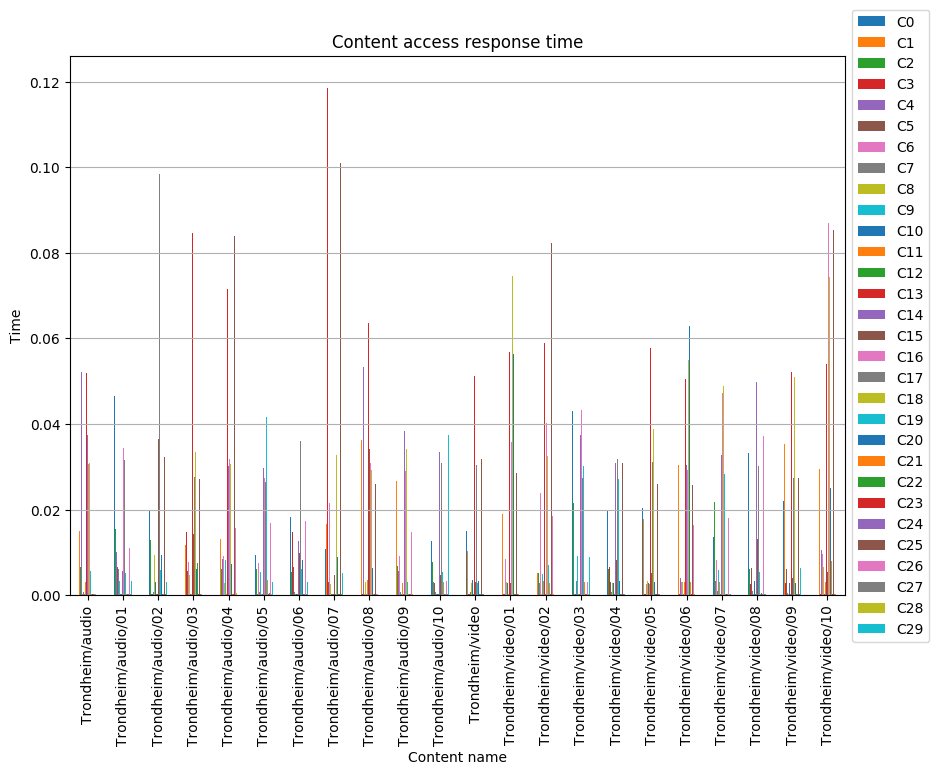 Content access response time
Time
0.12
0.10
0.08
0.06
0.04
0.02
0.00
Trondheim/audio
Trondheim/audio/01
Trondheim/audio/02
Trondheim/audio/03
Trondheim/audio/04
Trondheim/audio/05
Trondheim/audio/06
Trondheim/audio/07
Trondheim/audio/08
Trondheim/audio/09
Trondheim/audio/10
Trondheim/video
Trondheim/video/01
Trondheim/video/02
Trondheim/video/03
Trondheim/video/04
Trondheim/video/05
Trondheim/video/06
Trondheim/video/07
Trondheim/video/08
Trondheim/video/09
Trondheim/video/10
Content name
C0
C1
C2
C3
C4
C5
C6
C7
C8
C9
C10
C11
C12
C13
C14
C15
C16
C17
C18
C19
C20
C21
C22
C23
C24
C25
C26
C27
C28
C29